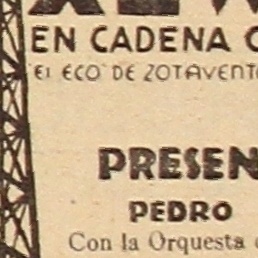 EN CADENA
"El ECO DE ZOTAVENTO
PRESEN
PEDRO
Con la Orquesta